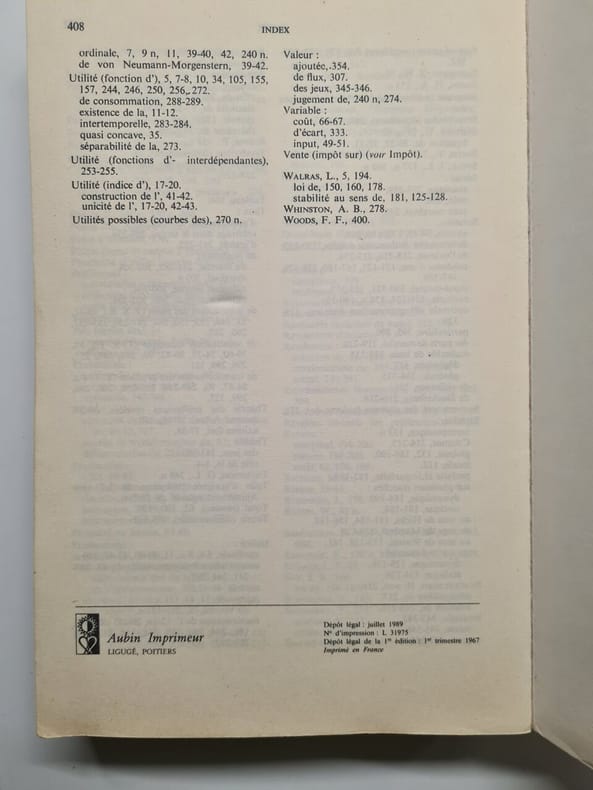 408
INDEX
ordinale, 7, 9 n, 11, 39-40, 42, 240 n.
de von Neumann-Morgenstern, 39-42.
Utilité (fonction d'), 5, 7-8, 10, 34, 105, 155,
157, 244, 246, 250, 256, 272.
de consommation, 288-289.
existence de la, 11-12.
intertemporelle, 283-284.
quasi concave, 35.
séparabilité de la, 273.
Utilité (fonctions d'- interdépendantes),
253-255.
Utilité (indice d'), 17-20.
construction de l', 41-42.
unicité de l', 17-20, 42-43.
Utilités possibles (courbes des), 270 n.
Valeur :
ajoutée, 354.
de flux, 307.
des jeux, 345-346.
jugement de, 240 n, 274.
Variable :
coût, 66-67.
d'écart, 333.
input, 49-51.
Vente (impôt sur) (voir Impôt).
WALRAS, L., 5, 194.
loi de, 150, 160, 178.
stabilité au sens de, 181, 125-128.
WHINSTON, A. B., 278.
WOODS, F. F., 400.
Aubin Imprimeur
LIGUGÉ, POITIERS
Dépôt légal : juillet 1989
N° d'impression : L 31975
Dépôt légal de la 1re édition : 1er trimestre 1967
Imprimé en France